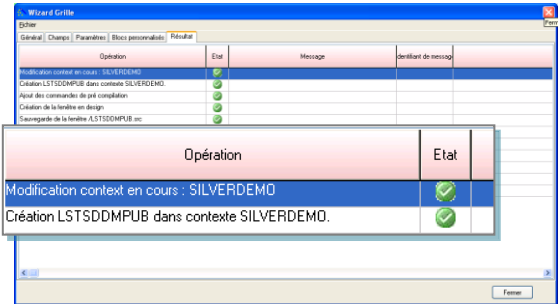 Wizard Grille
Fichier
Ferm
Général Champs Paramètres Blocs personnalisés Résultat
Opération Etat Message dentifiant de messag
Modification context en cours : SILVERDEMO
Création LSTSDDMPUB dans contexte SILVERDEMO.
Ajout des commandes de pré compilation
Création de la fenêtre en design
Sauvegarde de la fenêtre /LSTSDDMPUB.src
Opération Etat
Modification context en cours : SILVERDEMO
Création LSTSDDMPUB dans contexte SILVERDEMO.
Fermer